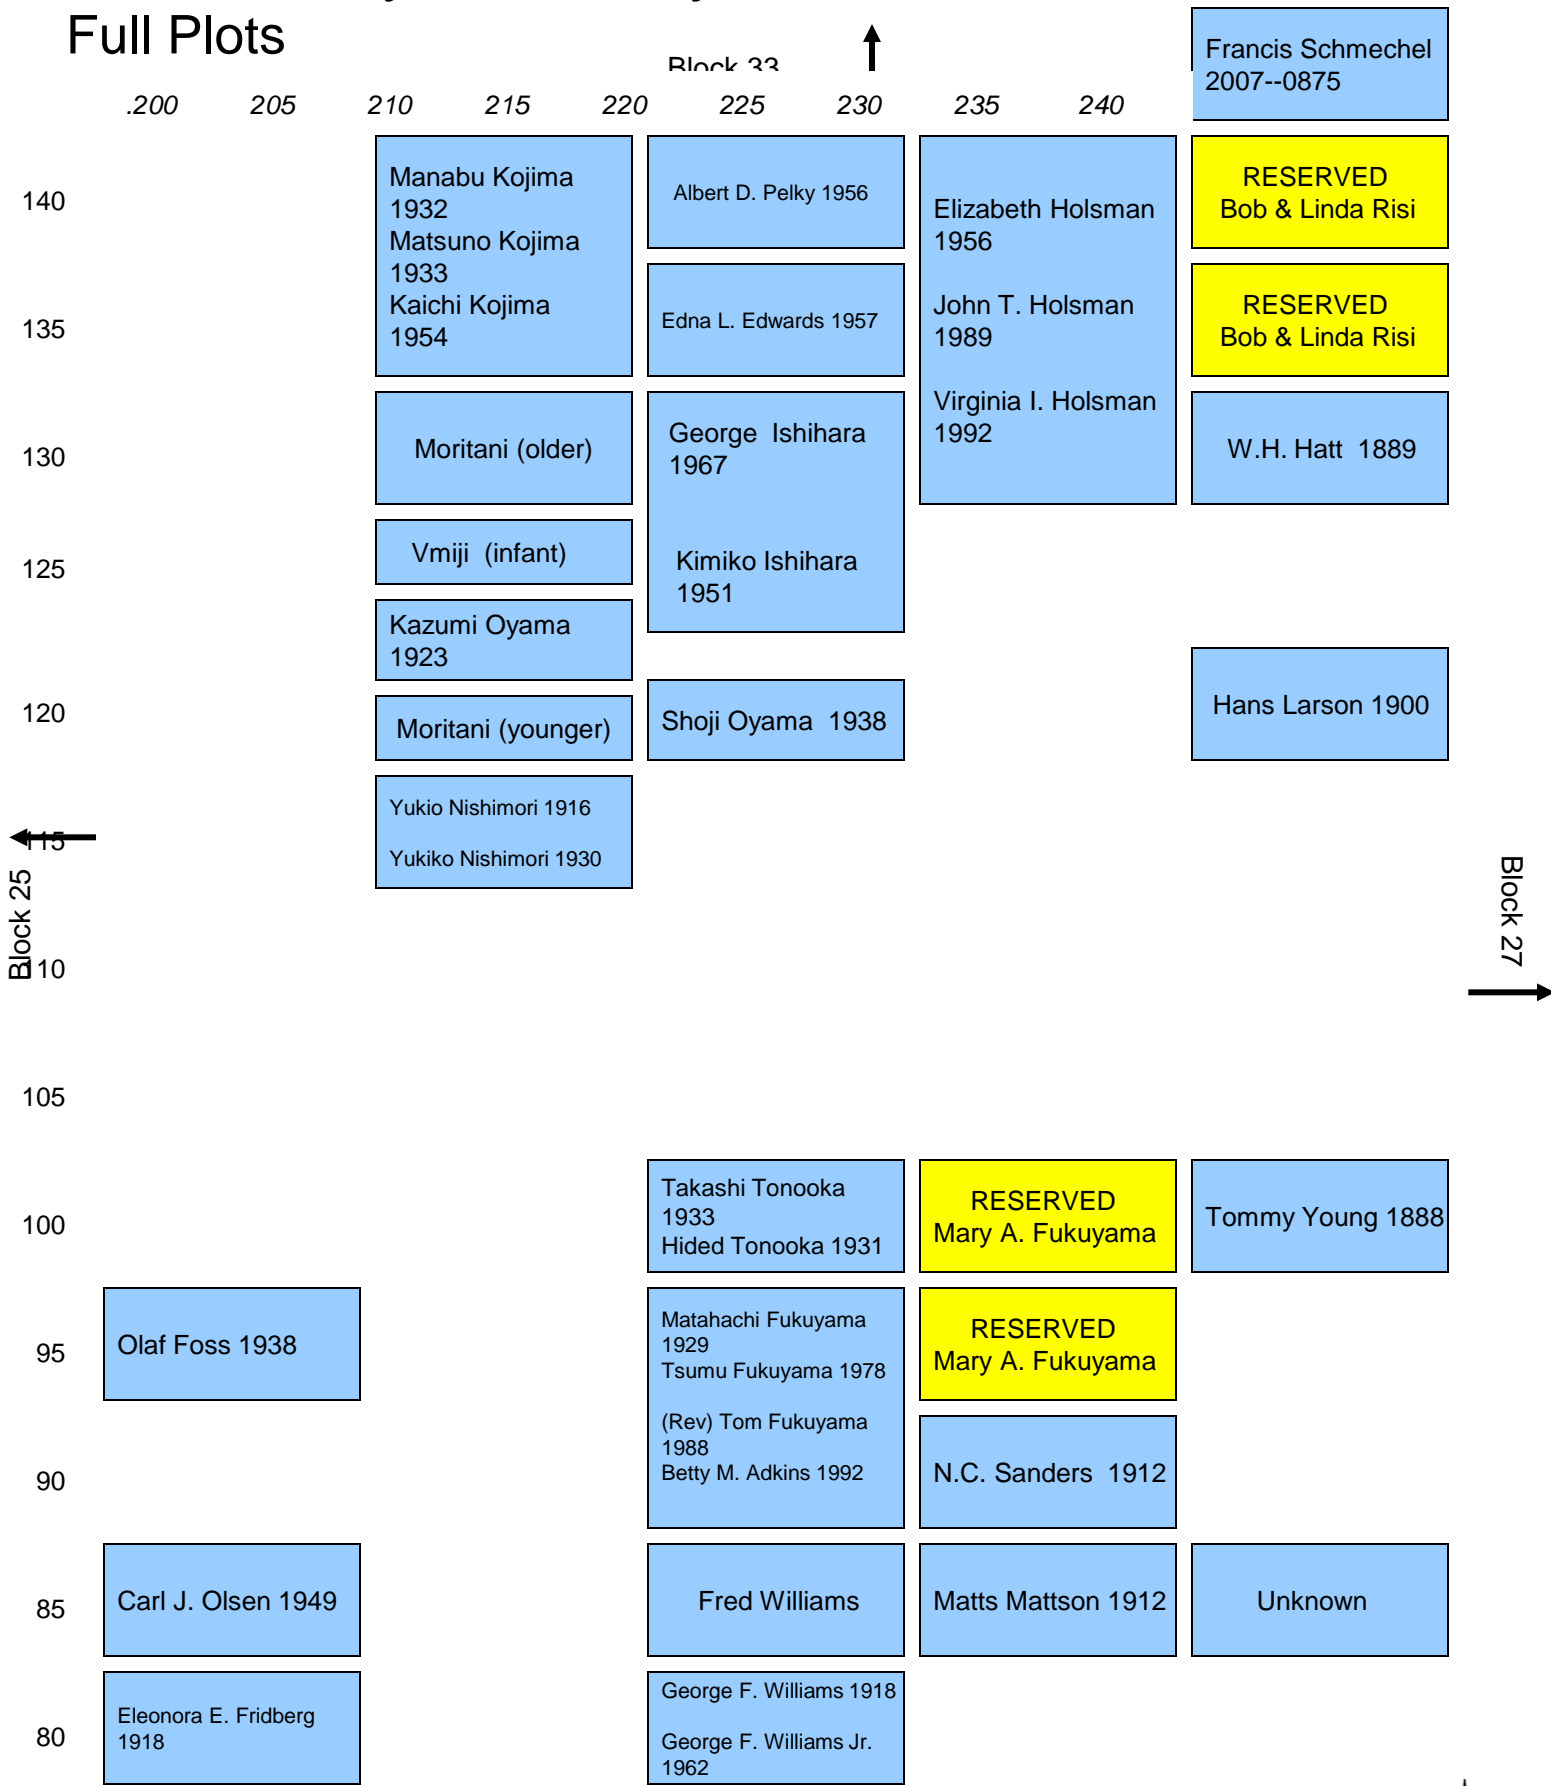 Full Plots
Block 33
Francis Schmechel
2007--0875
.200 205 210 215 220 225 230 235 240
140
Manabu Kojima
1932
Matsuno Kojima
1933
Kaichi Kojima
1954
Albert D. Pelky 1956
Elizabeth Holsman
1956
John T. Holsman
1989
Virginia I. Holsman
1992
RESERVED
Bob & Linda Risi
135
Edna L. Edwards 1957
RESERVED
Bob & Linda Risi
130
Moritani (older)
George Ishihara
1967
Kimiko Ishihara
1951
W.H. Hatt 1889
125
Vmiji (infant)
Kazumi Oyama
1923
120
Moritani (younger)
Shoji Oyama 1938
Hans Larson 1900
Yukio Nishimori 1916
Yukiko Nishimori 1930
115
Block 25
Block 27
110
105
100
Takashi Tonooka
1933
Hided Tonooka 1931
RESERVED
Mary A. Fukuyama
Tommy Young 1888
95
Olaf Foss 1938
Matahachi Fukuyama
1929
Tsumu Fukuyama 1978
(Rev) Tom Fukuyama
1988
Betty M. Adkins 1992
RESERVED
Mary A. Fukuyama
90
N.C. Sanders 1912
85
Carl J. Olsen 1949
Fred Williams
Matts Mattson 1912
Unknown
80
Eleonora E. Fridberg
1918
George F. Williams 1918
George F. Williams Jr.
1962